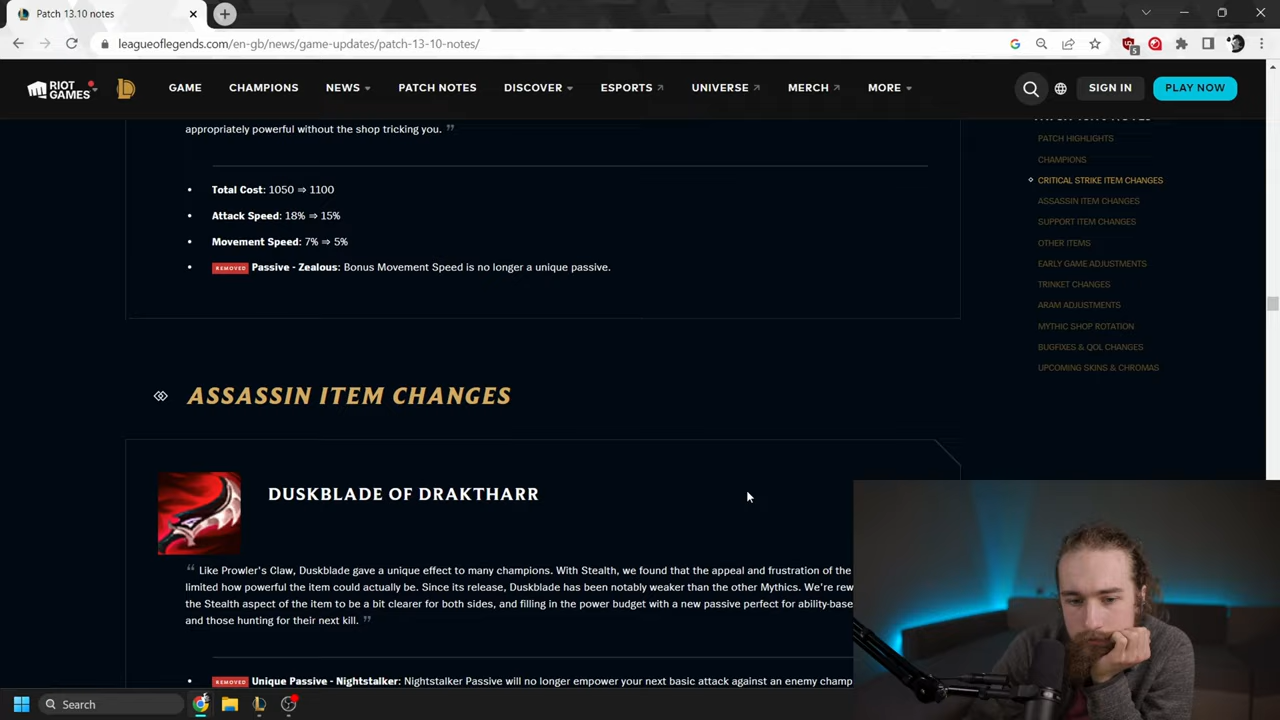 Patch 13.10 notes
leagueoflegends.com/en-gb/news/game-updates/patch-13-10-notes/
5
RIOT GAMES
GAME
CHAMPIONS
NEWS
PATCH NOTES
DISCOVER
ESPORTS
UNIVERSE
MERCH
MORE
SIGN IN
PLAY NOW
appropriately powerful without the shop tricking you. ”
Total Cost: 1050 ⇒ 1100
Attack Speed: 18% ⇒ 15%
Movement Speed: 7% ⇒ 5%
REMOVED Passive - Zealous: Bonus Movement Speed is no longer a unique passive.
PATCH HIGHLIGHTS
CHAMPIONS
CRITICAL STRIKE ITEM CHANGES
ASSASSIN ITEM CHANGES
SUPPORT ITEM CHANGES
OTHER ITEMS
EARLY GAME ADJUSTMENTS
TRINKET CHANGES
ARAM ADJUSTMENTS
MYTHIC SHOP ROTATION
BUGFIXES & QOL CHANGES
UPCOMING SKINS & CHROMAS
ASSASSIN ITEM CHANGES
DUSKBLADE OF DRAKTHARR
“ Like Prowler's Claw, Duskblade gave a unique effect to many champions. With Stealth, we found that the appeal and frustration of the
limited how powerful the item could actually be. Since its release, Duskblade has been notably weaker than the other Mythics. We're rew
the Stealth aspect of the item to be a bit clearer for both sides, and filling in the power budget with a new passive perfect for ability-base
and those hunting for their next kill. ”
REMOVED Unique Passive - Nightstalker: Nightstalker Passive will no longer empower your next basic attack against an enemy champ
Search